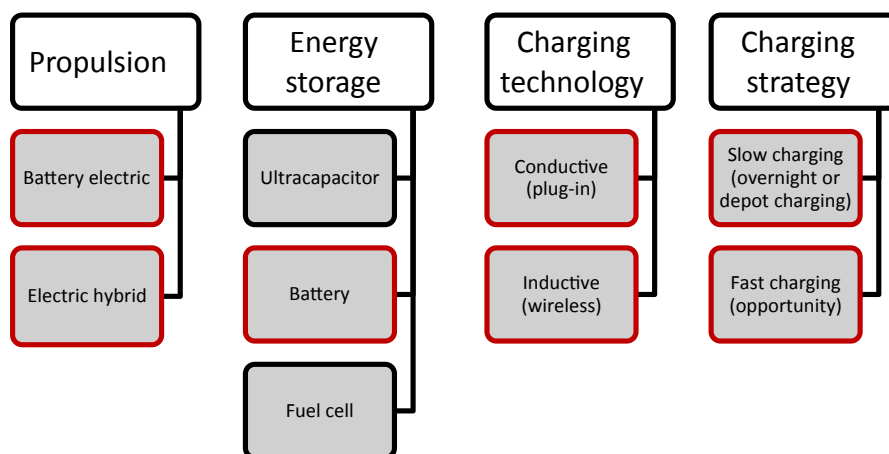 Propulsion
Battery electric
Electric hybrid
Energy
storage
Ultracapacitor
Battery
Fuel cell
Charging
technology
Conductive
(plug-in)
Inductive
(wireless)
Charging
strategy
Slow charging
(overnight or
depot charging)
Fast charging
(opportunity)